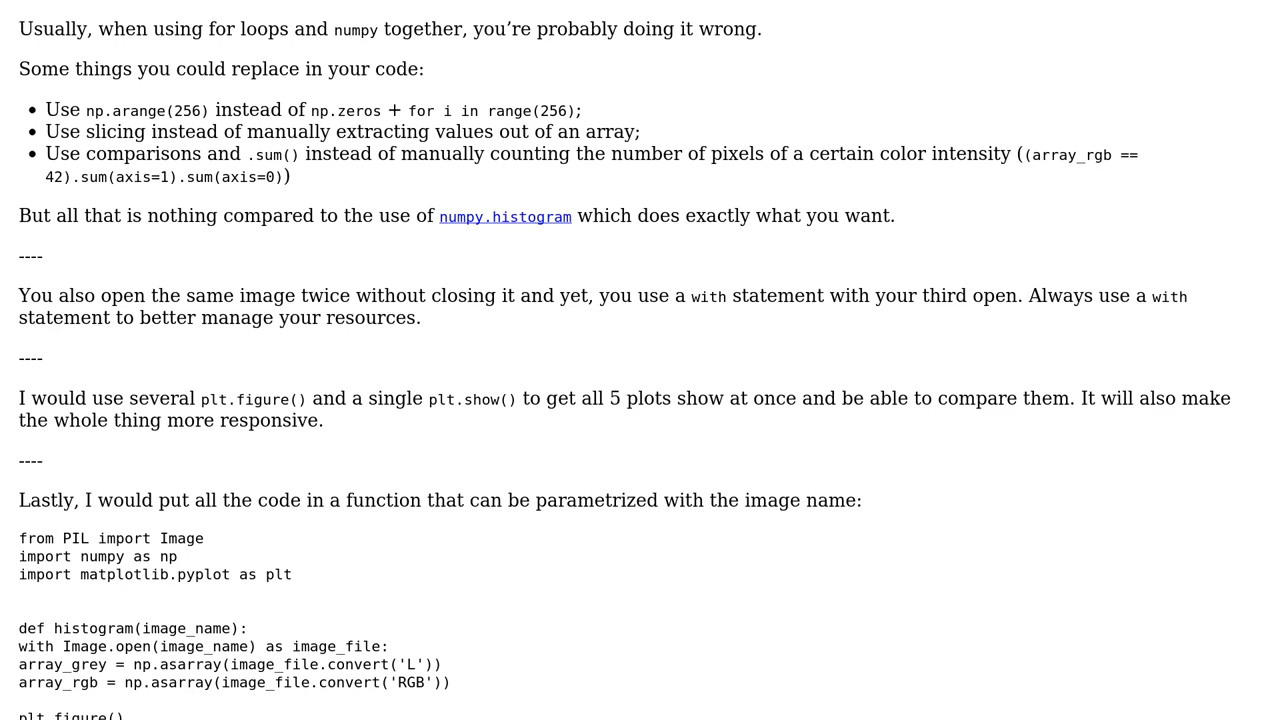 Usually, when using for loops and numpy together, you’re probably doing it wrong.
Some things you could replace in your code:
• Use np.arange(256) instead of np.zeros + for i in range(256);
• Use slicing instead of manually extracting values out of an array;
• Use comparisons and .sum() instead of manually counting the number of pixels of a certain color intensity ((array_rgb ==
42).sum(axis=1).sum(axis=0))
But all that is nothing compared to the use of numpy.histogram which does exactly what you want.
----
You also open the same image twice without closing it and yet, you use a with statement with your third open. Always use a with
statement to better manage your resources.
----
I would use several plt.figure() and a single plt.show() to get all 5 plots show at once and be able to compare them. It will also make
the whole thing more responsive.
----
Lastly, I would put all the code in a function that can be parametrized with the image name:
from PIL import Image
import numpy as np
import matplotlib.pyplot as plt
def histogram(image_name):
with Image.open(image_name) as image_file:
array_grey = np.asarray(image_file.convert('L'))
array_rgb = np.asarray(image_file.convert('RGB'))
plt.figure()